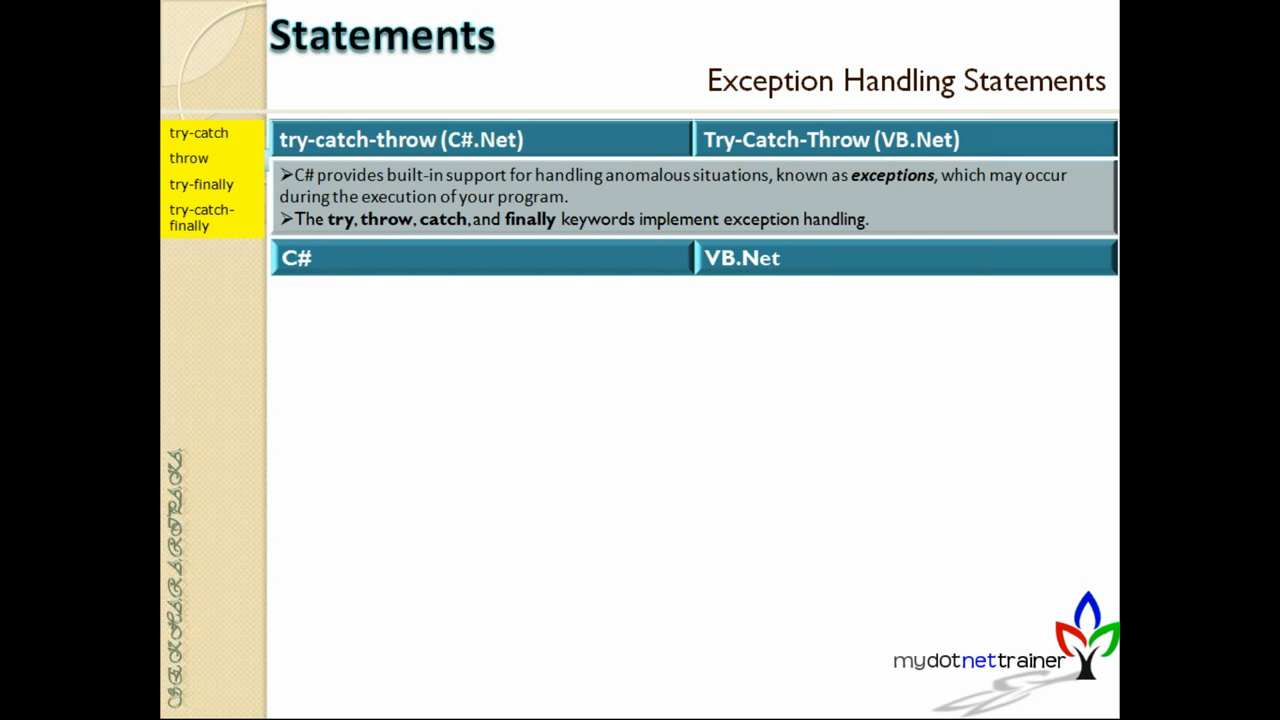 Statements
Exception Handling Statements
try-catch
throw
try-finally
try-catch-
finally
try-catch-throw (C#.Net)
Try-Catch-Throw (VB.Net)
➢C# provides built-in support for handling anomalous situations, known as exceptions, which may occur
during the execution of your program.
➢The try, throw, catch, and finally keywords implement exception handling.
C#
VB.Net
mydotnettrainer